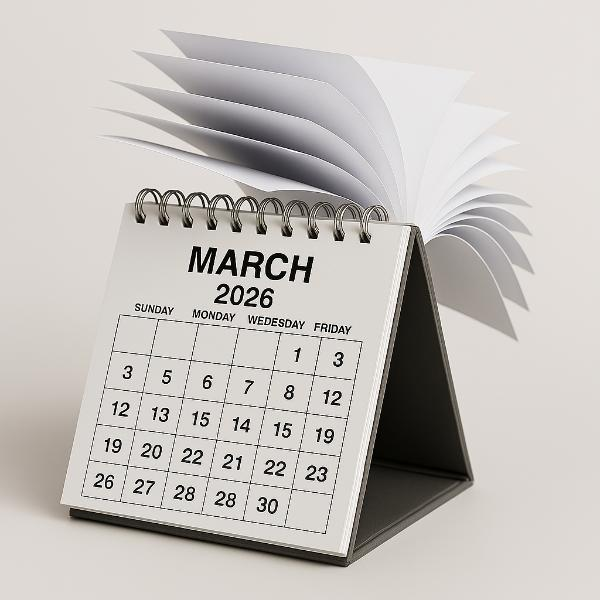 MARCH
2026
SUNDAY MONDAY WEDESDAY FRIDAY
1 3
3 5 6 7 8 12
12 13 15 14 15 19
19 20 22 21 22 23
26 27 28 28 30